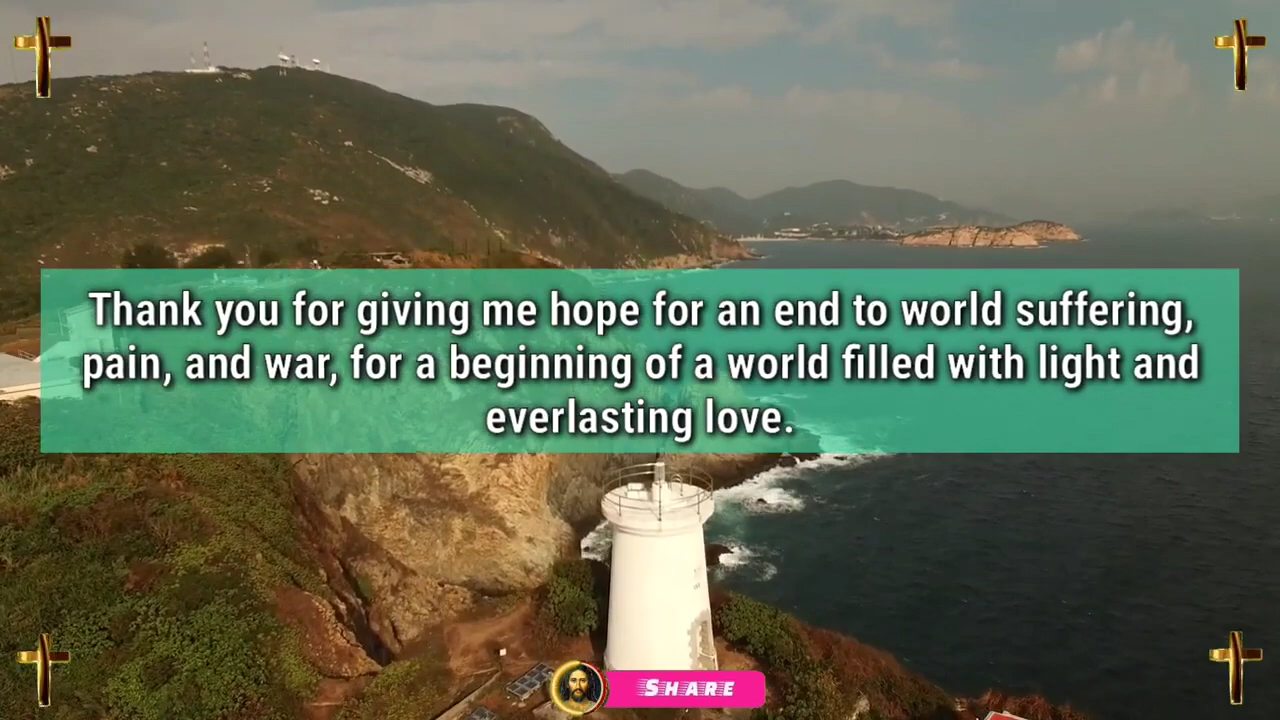 Thank you for giving me hope for an end to world suffering,
pain, and war, for a beginning of a world filled with light and
everlasting love.
SHARE